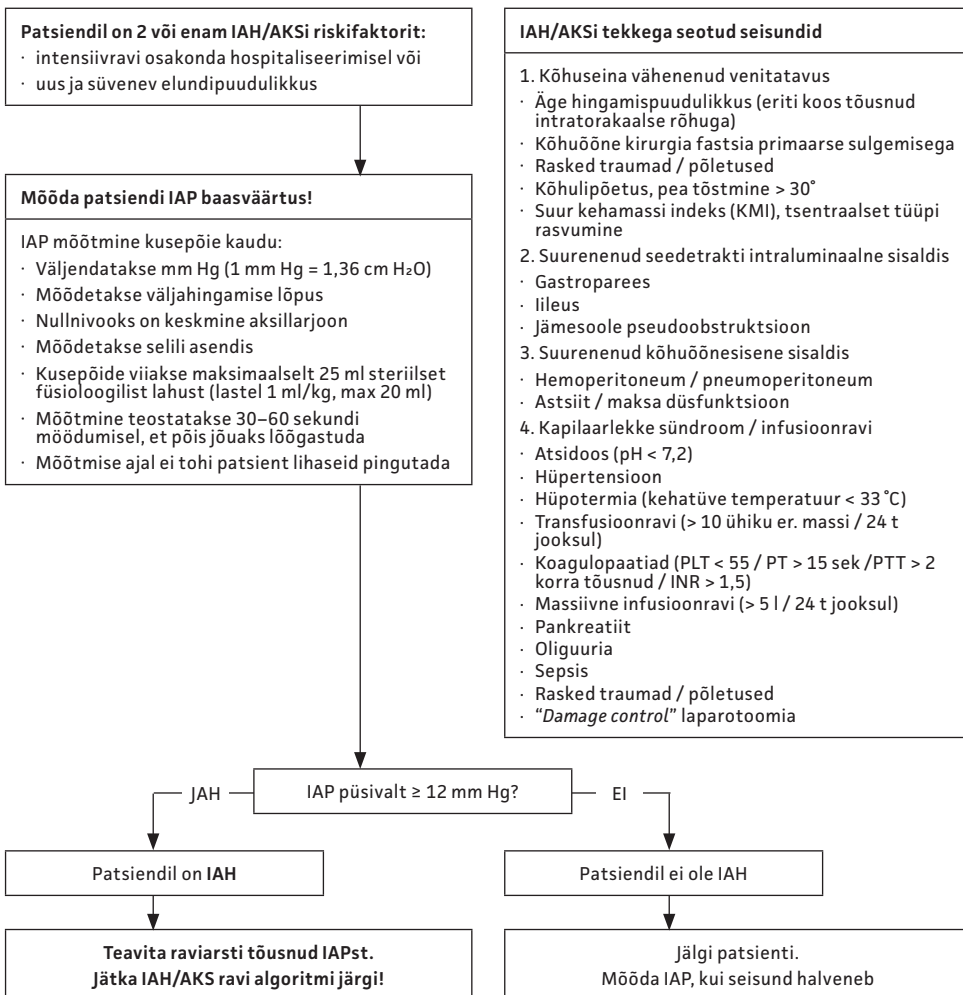 Patsiendil on 2 või enam IAH/AKSi riskifaktorit:
· intensiivravi osakonda hospitaliseerimisel või
· uus ja süvenev elundipuudulikkus
Mõõda patsiendi IAP baasväärtus!
IAP mõõtmine kusepõie kaudu:
· Väljendatakse mm Hg (1 mm Hg = 1,36 cm H₂O)
· Mõõdetakse väljahingamise lõpus
· Nullnivooks on keskmine aksillarjoon
· Mõõdetakse selili asendis
· Kusepõide viiakse maksimaalselt 25 ml steriilset
füsioloogilist lahust (lastel 1 ml/kg, max 20 ml)
· Mõõtmine teostatakse 30–60 sekundi
möödumisel, et põis jõuaks lõõgastuda
· Mõõtmise ajal ei tohi patsient lihaseid pingutada
IAH/AKSi tekkega seotud seisundid
1. Kõhuseina vähenenud venitatavus
· Äge hingamispuudulikkus (eriti koos tõusnud
intratorakaalse rõhuga)
· Kõhuõõne kirurgia fastsia primaarse sulgemisega
· Rasked traumad / põletused
· Kõhulipõetus, pea tõstmine > 30˚
· Suur kehamassi indeks (KMI), tsentraalset tüüpi
rasvumine
2. Suurenenud seedetrakti intraluminaalne sisaldis
· Gastroparees
· Iileus
· Jämesoole pseudoobstruktsioon
3. Suurenenud kõhuõõnesisene sisaldis
· Hemoperitoneum / pneumoperitoneum
· Astsiit / maksa düsfunktsioon
4. Kapilaarlekke sündroom / infusioonravi
· Atsidoos (pH < 7,2)
· Hüpertensioon
· Hüpotermia (kehatüve temperatuur < 33 ˚C)
· Transfusioonravi (> 10 ühiku er. massi / 24 t
jooksul)
· Koagulopaatiad (PLT < 55 / PT > 15 sek /PTT > 2
korra tõusnud / INR > 1,5)
· Massiivne infusioonravi (> 5 l / 24 t jooksul)
· Pankreatiit
· Oliguuria
· Sepsis
· Rasked traumad / põletused
· “Damage control” laparotoomia
IAP püsivalt ≥ 12 mm Hg?
JAH
EI
Patsiendil on IAH
Patsiendil ei ole IAH
Teavita raviarsti tõusnud IAPst.
Jätka IAH/AKS ravi algoritmi järgi!
Jälgi patsienti.
Mõõda IAP, kui seisund halveneb